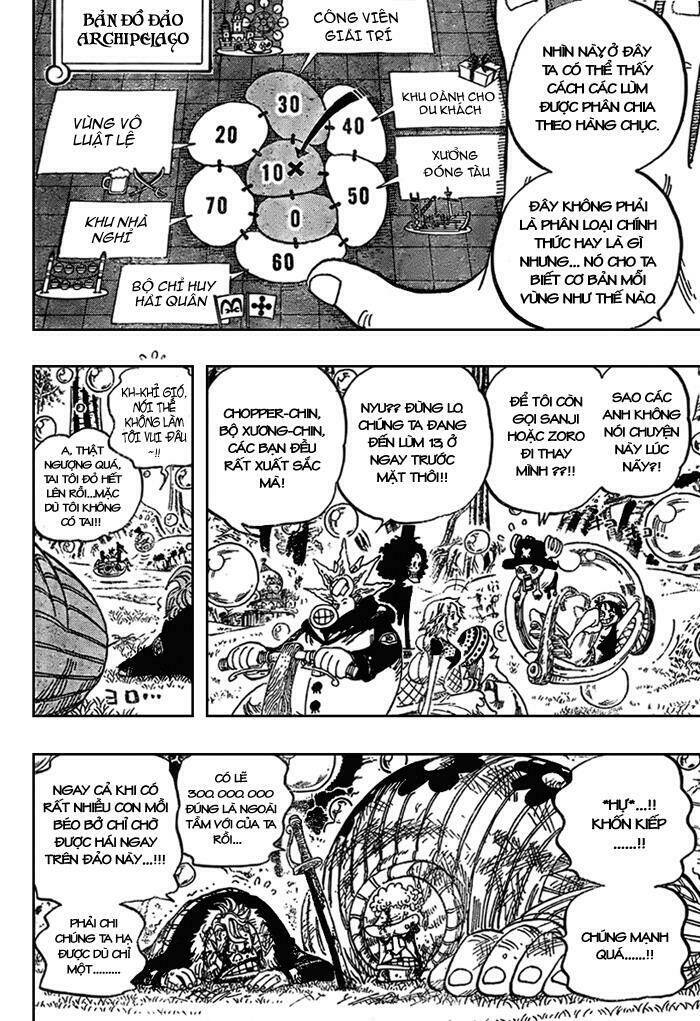 BẢN ĐỒ ĐẢO
ARCHIPELAGO
CÔNG VIÊN
GIẢI TRÍ
VÙNG VÔ
LUẬT LỆ
KHU DÀNH CHO
DU KHÁCH
XƯỞNG
ĐÓNG TÀU
KHU NHÀ
NGHỈ
BỘ CHỈ HUY
HẢI QUÂN
30
20
40
10
50
70
0
60
NHÌN NÀY Ở ĐÂY
TA CÓ THỂ THẤY
CÁCH CÁC LÙM
ĐƯỢC PHÂN CHIA
THEO HÀNG CHỤC.
ĐÂY KHÔNG PHẢI
LÀ PHÂN LOẠI CHÍNH
THỨC HAY LÀ GÌ
NHƯNG... NÓ CHO TA
BIẾT CƠ BẢN MỖI
VÙNG NHƯ THẾ NÀO.
SAO CÁC
ANH KHÔNG
NÓI CHUYỆN
NÀY LÚC
NÃY?!
ĐỂ TÔI CÒN
GỌI SANJI
HOẶC ZORO
ĐI THAY
MÌNH ??!!
NYU?? ĐỪNG LO,
CHÚNG TA ĐANG
ĐẾN LÙM 13, Ở
NGAY TRƯỚC
MẶT THÔI!!
CHOPPER-CHIN,
BỘ XƯƠNG-CHIN,
CÁC BẠN ĐỀU
RẤT XUẤT SẮC
MÀ!
KH-KHỈ GIÓ,
NÓI THẾ
KHÔNG LÀM
TÔI VUI ĐÂU
~!!
A, THẬT
NGƯỢNG QUÁ,
TAI TÔI ĐỎ HẾT
LÊN RỒI...MẶC
DÙ TÔI KHÔNG
CÓ TAI!!
*HỰ*...!!
KHỐN KIẾP
......!!
CHÚNG MẠNH
QUÁ......!!
CÓ LẼ
300, 000, 000
ĐÚNG LÀ NGOÀI
TẦM VỚI CỦA TA
RỒI...
NGAY CẢ KHI CÓ
RẤT NHIỀU CON MỒI
BÉO BỞ CHỈ CHỜ
ĐƯỢC HÁI NGAY
TRÊN ĐẢO NÀY...!!!
PHẢI CHI
CHÚNG TA HẠ
ĐƯỢC DÙ CHỈ
MỘT.........